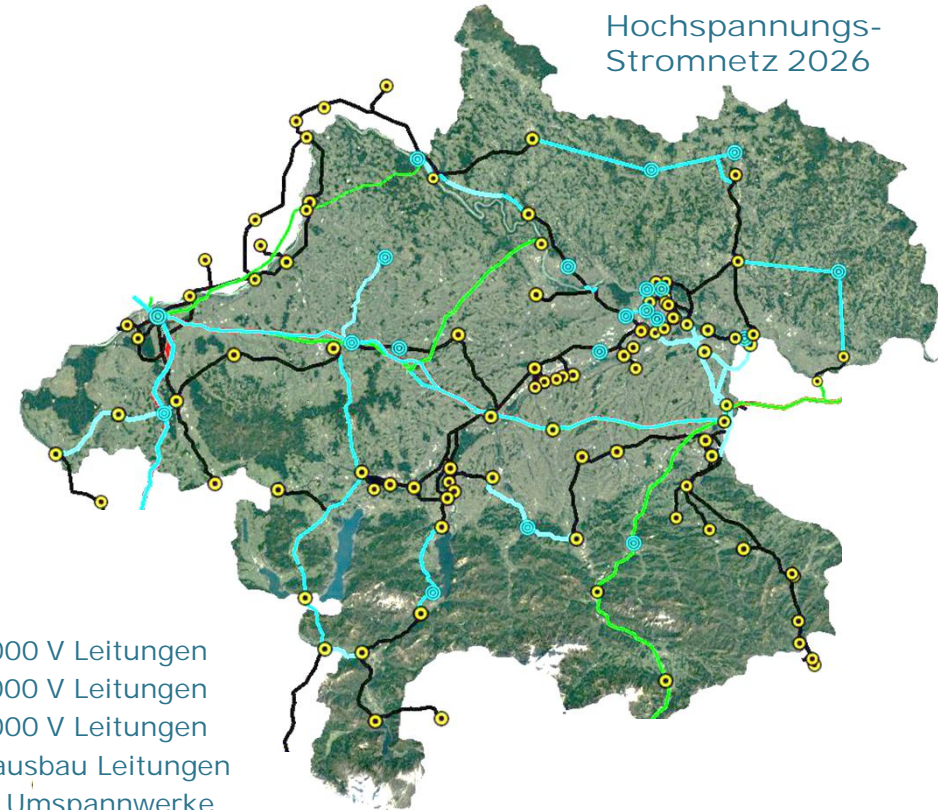 Hochspannungs-
Stromnetz 2026
000 V Leitungen
000 V Leitungen
000 V Leitungen
ausbau Leitungen
Umspannwerke